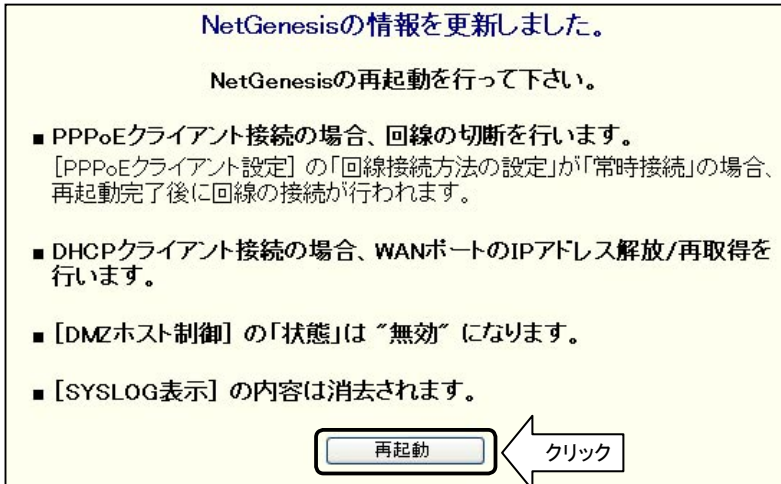 NetGenesisの情報を更新しました。
NetGenesisの再起動を行って下さい。
■ PPPoEクライアント接続の場合、回線の切断を行います。
[PPPoEクライアント設定] の「回線接続方法の設定」が「常時接続」の場合、
再起動完了後に回線の接続が行われます。
■ DHCPクライアント接続の場合、WANポートのIPアドレス解放/再取得を
行います。
■ [DMZホスト制御] の「状態」は ″無効″ になります。
■ [SYSLOG表示] の内容は消去されます。
再起動
クリック